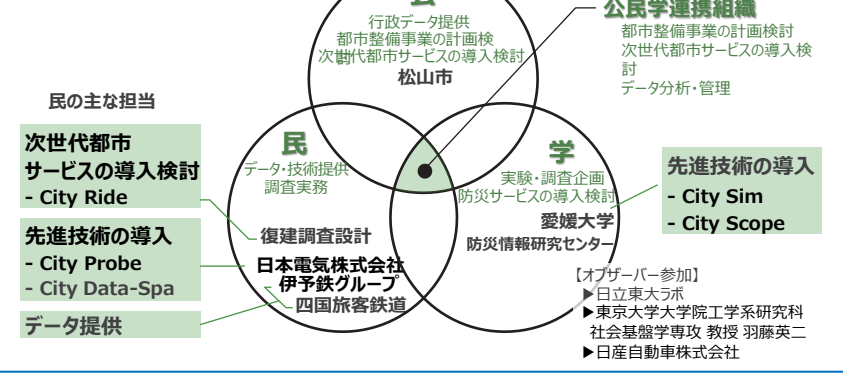 公
行政データ提供
都市整備事業の計画検討
次世代都市サービスの導入検討
松山市
公民学連携組織
都市整備事業の計画検討
次世代都市サービスの導入検
討
データ分析・管理
民の主な担当
次世代都市
サービスの導入検討
- City Ride
先進技術の導入
- City Probe
- City Data-Spa
データ提供
民
データ・技術提供
調査実務
復建調査設計
日本電気株式会社
伊予鉄グループ
四国旅客鉄道
学
実験・調査企画
防災サービスの導入検討
愛媛大学
防災情報研究センター
先進技術の導入
- City Sim
- City Scope
【オブザーバー参加】
▶日立東大ラボ
▶東京大学大学院工学系研究科
社会基盤学専攻 教授 羽藤英二
▶日産自動車株式会社